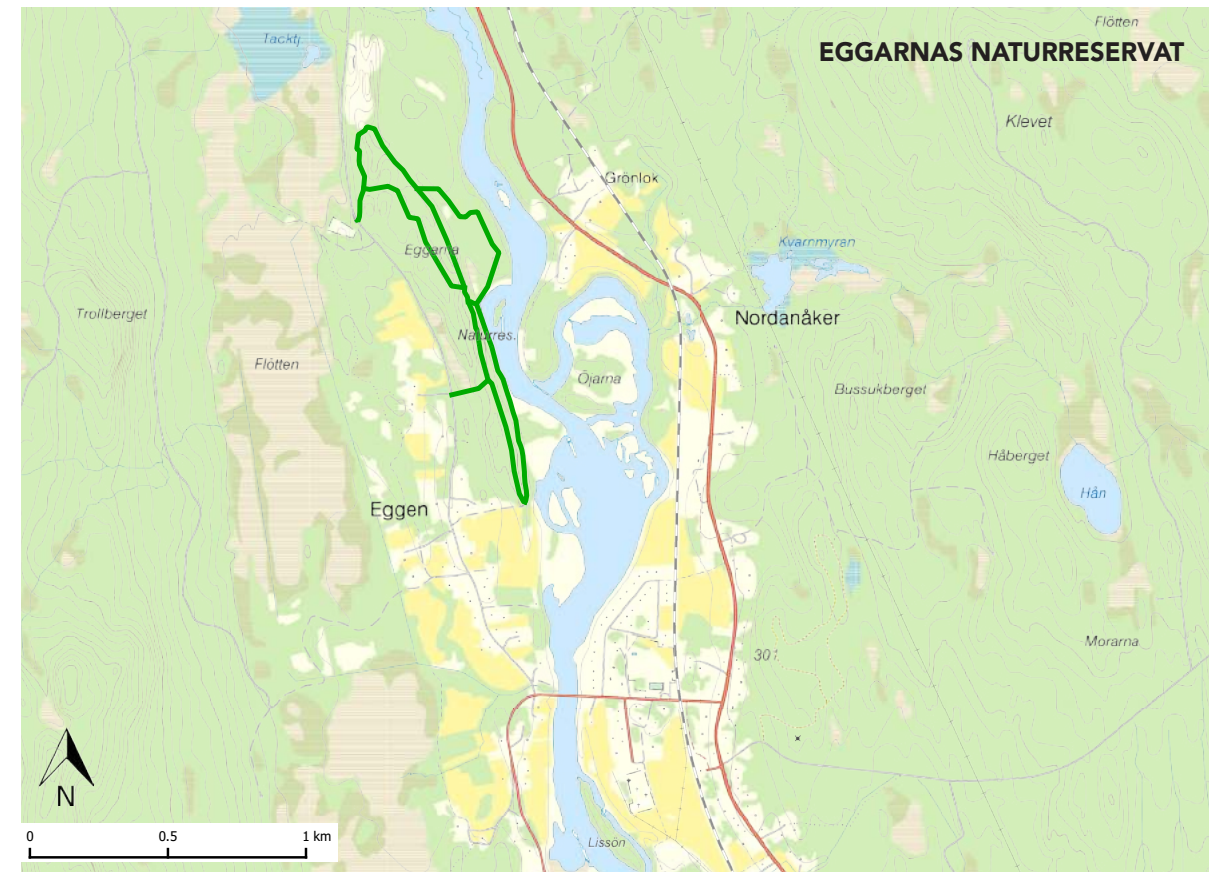 Flötten
Tacktj.
EGGARNAS NATURRESERVAT
Klevet
Grönlok
Eggarna
Kvarnmyran
Trollberget
Nordanåker
Naturres.
Flötten
Öjarna
Bussukberget
Håberget
Hån
Eggen
Morarna
301
N
0 0.5 1 km
Lissön